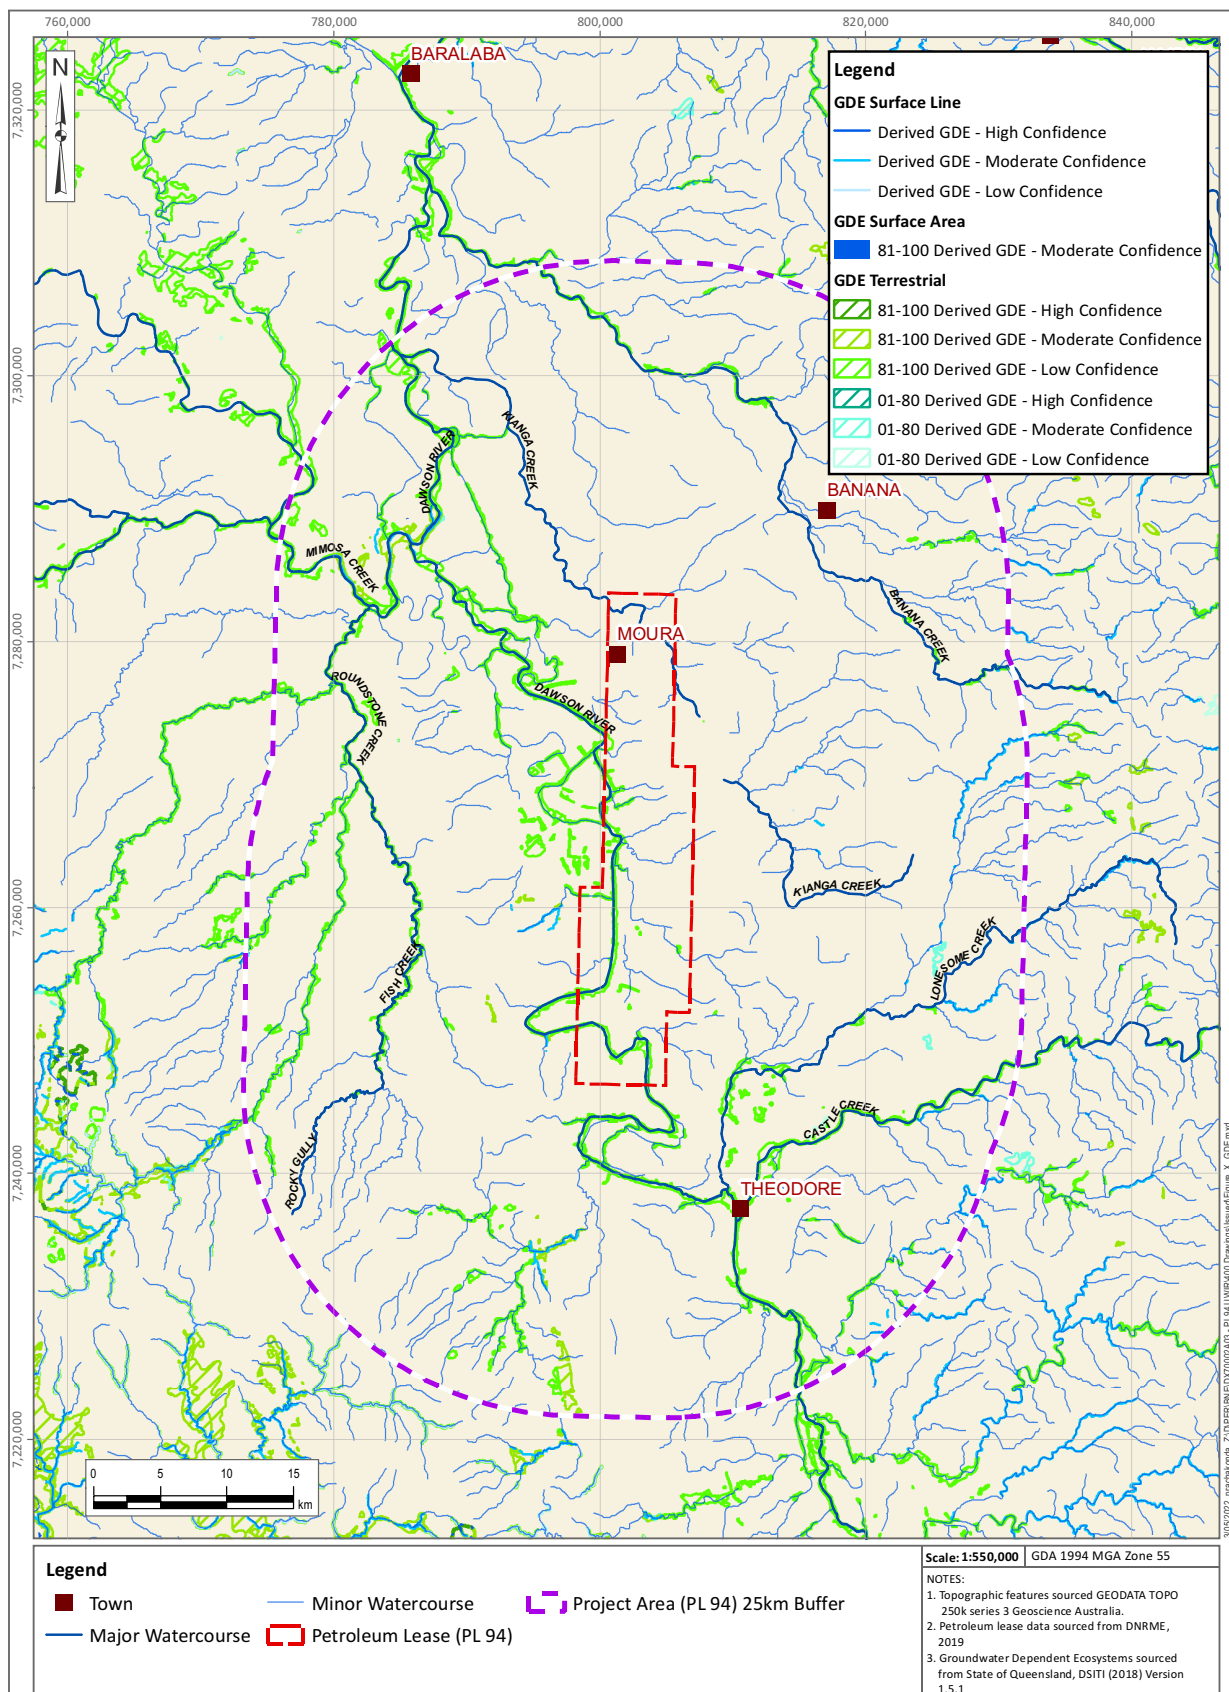 760,000
780,000
800,000
820,000
840,000
7,320,000
7,300,000
7,280,000
7,260,000
7,240,000
7,220,000
N
BARALABA
Legend
GDE Surface Line
Derived GDE - High Confidence
Derived GDE - Moderate Confidence
Derived GDE - Low Confidence
GDE Surface Area
81-100 Derived GDE - Moderate Confidence
GDE Terrestrial
81-100 Derived GDE - High Confidence
81-100 Derived GDE - Moderate Confidence
81-100 Derived GDE - Low Confidence
01-80 Derived GDE - High Confidence
01-80 Derived GDE - Moderate Confidence
01-80 Derived GDE - Low Confidence
KIANGA CREEK
DAWSON RIVER
BANANA
MIMOSA CREEK
BANANA CREEK
MOURA
ROUNDSTONE CREEK
DAWSON RIVER
KIANGA CREEK
LONESOME CREEK
FISH CREEK
CASTLE CREEK
ROCKY GULLY
THEODORE
0 5 10 15
km
Legend
Town
Minor Watercourse
Project Area (PL 94) 25km Buffer
Major Watercourse
Petroleum Lease (PL 94)
Scale: 1:550,000
GDA 1994 MGA Zone 55
NOTES:
1. Topographic features sourced GEODATA TOPO
250k series 3 Geoscience Australia.
2. Petroleum lease data sourced from DNRME,
2019
3. Groundwater Dependent Ecosystems sourced
from State of Queensland, DSITI (2018) Version
1.5.1